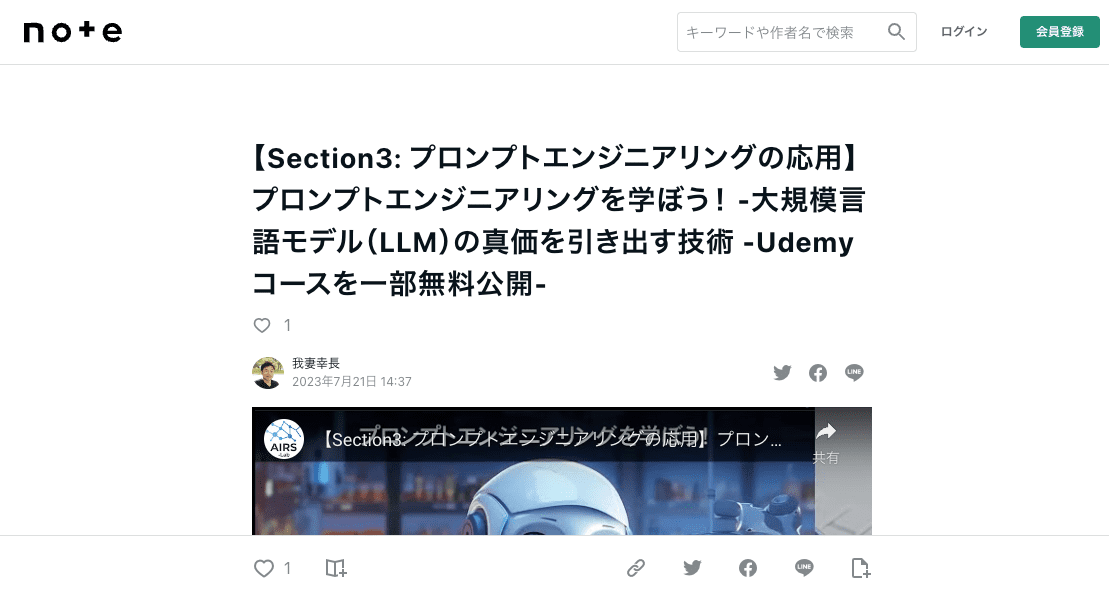 note
キーワードや作者名で検索
ログイン
会員登録
【Section3: プロンプトエンジニアリングの応用】
プロンプトエンジニアリングを学ぼう！ -大規模言
語モデル（LLM）の真価を引き出す技術 -Udemy
コースを一部無料公開-
1
我妻幸長
2023年7月21日 14:37
プロンプトエンジニアリングを学ぼう！
AIRS
-Lab
【Section3: プロンプトエンジニアリングの応用】 プロン...
共有
LINE
1
LINE